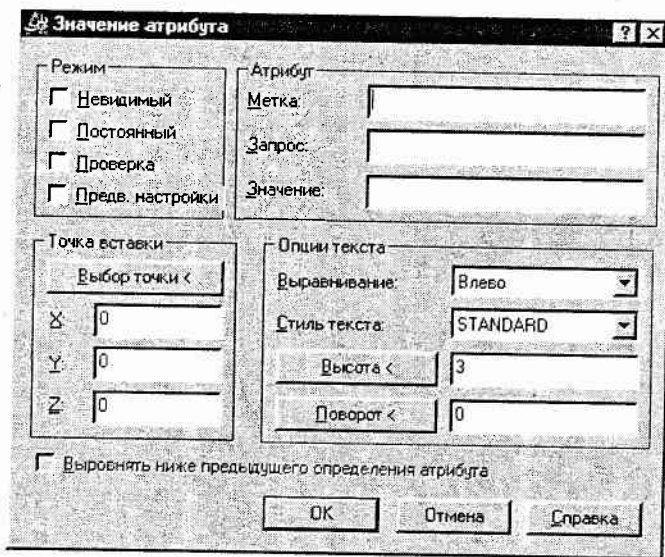 Значение атрибута
Режим
Невидимый
Постоянный
Проверка
Предв. настройки
Атрибут
Метка:
Запрос:
Значение:
Точка вставки
Выбор точки <
X: 0
Y: 0
Z: 0
Опции текста
Выравнивание: Влево
Стиль текста: STANDARD
Высота < 3
Поворот < 0
Выровнять ниже предыдущего определения атрибута
OK Отмена Справка